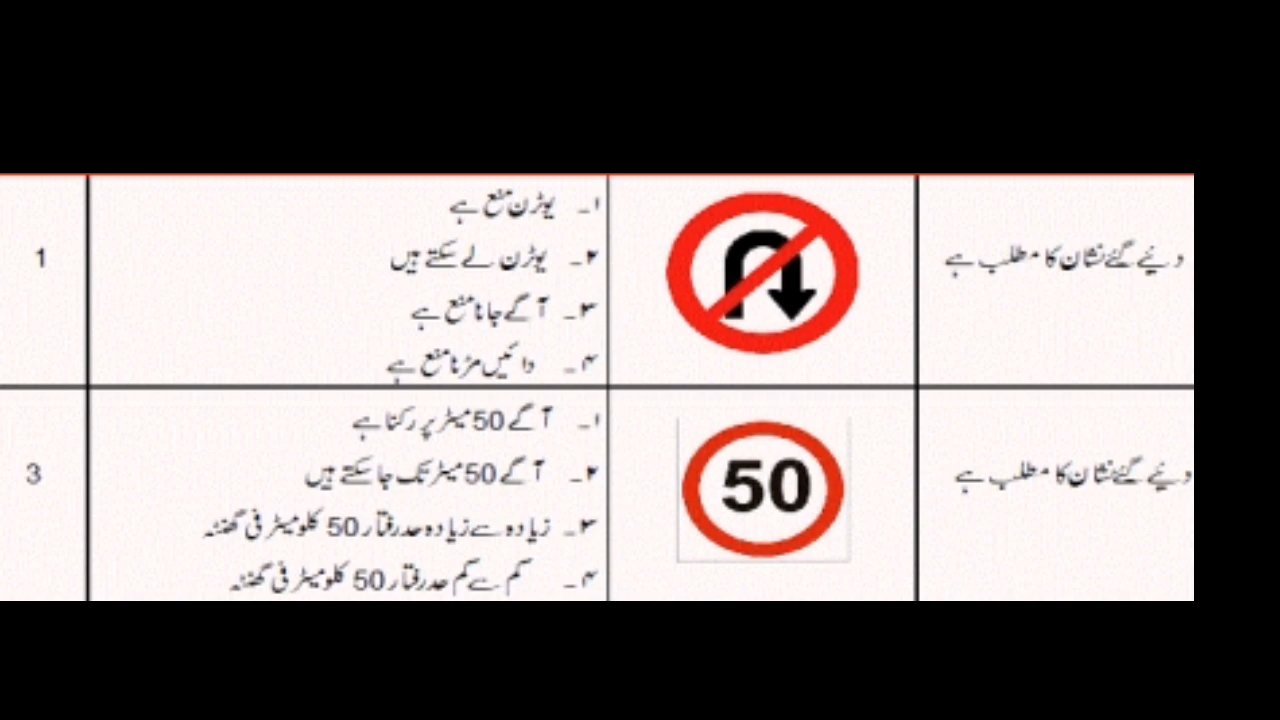 دیئے گئے نشان کا مطلب ہے
۱۔ یوٹرن منع ہے
۲۔ یوٹرن لے سکتے ہیں
۳۔ آگے جانا منع ہے
۴۔ دائیں مڑنا منع ہے
1
دیئے گئے نشان کا مطلب ہے
50
۱۔ آگے 50 میٹر پر رکنا ہے
۲۔ آگے 50 میٹر تک جا سکتے ہیں
۳۔ زیادہ سے زیادہ حد رفتار 50 کلومیٹر فی گھنٹہ
۴۔ کم سے کم حد رفتار 50 کلومیٹر فی گھنٹہ
3